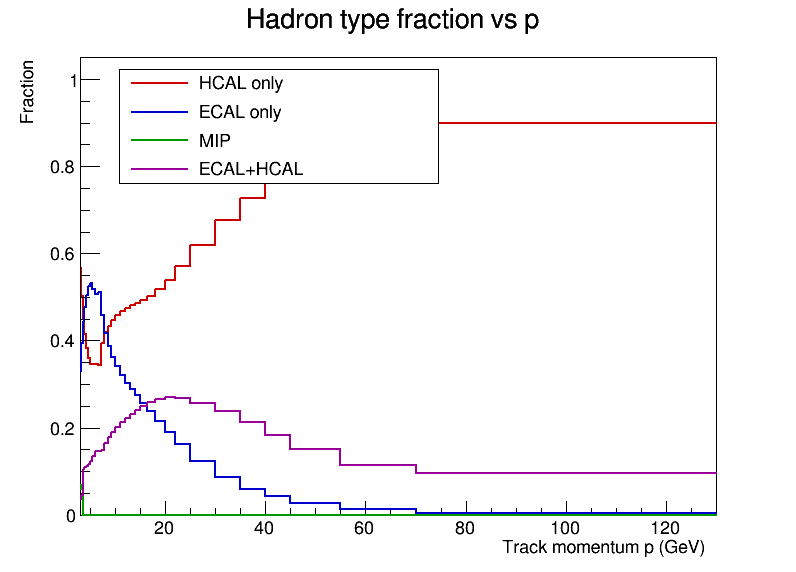 Hadron type fraction vs p
Fraction
HCAL only
ECAL only
MIP
ECAL+HCAL
1
0.8
0.6
0.4
0.2
0
20 40 60 80 100 120
Track momentum p (GeV)